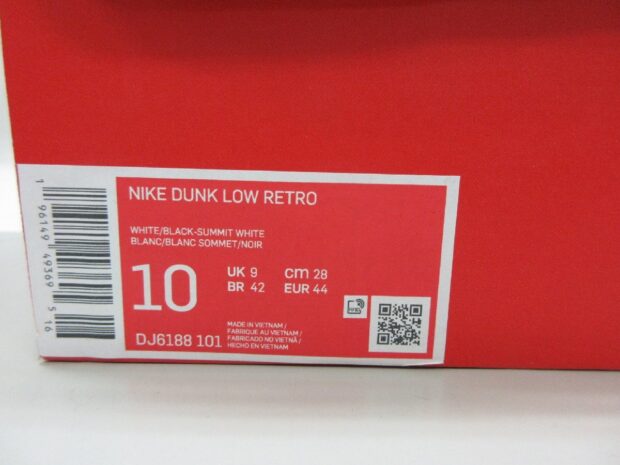 NIKE DUNK LOW RETRO
WHITE/BLACK-SUMMIT WHITE
BLANC/BLANC SOMMET/NOIR
10
UK 9 cm 28
BR 42 EUR 44
DJ6188 101
MADE IN VIETNAM /
FABRIQUE AU VIETNAM /
FABRICADO NO VIETNÃ /
HECHO EN VIETNAM
1 96149 49369 5 16